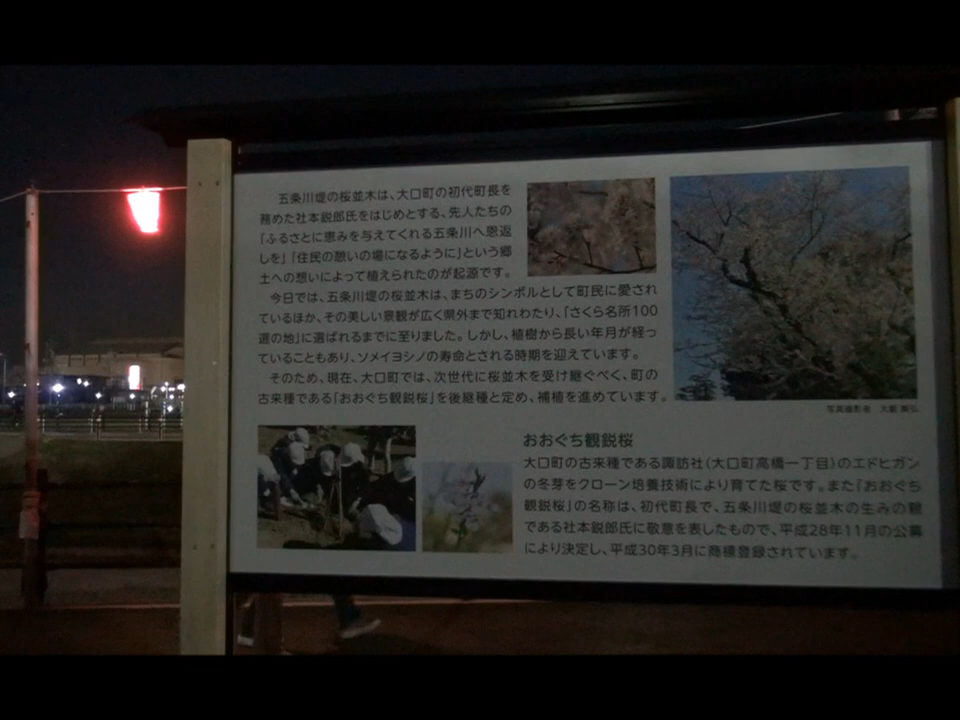 五条川堤の桜並木は、大口町の初代町長を
務めた社本鋭郎氏をはじめとする、先人たちの
「ふるさとに恵みを与えてくれる五条川へ恩返
しを」「住民の憩いの場になるように」という郷
土への想いによって植えられたのが起源です。
今日では、五条川堤の桜並木は、まちのシンボルとして町民に愛され
ているほか、その美しい景観が広く県外まで知れわたり、「さくら名所100
選の地」に選ばれるまでに至りました。しかし、植樹から長い年月が経っ
ていることもあり、ソメイヨシノの寿命とされる時期を迎えています。
そのため、現在、大口町では、次世代に桜並木を受け継ぐべく、町の
古来種である「おおぐち観鋭桜」を後継種と定め、補植を進めています。
写真撮影者
おおぐち観鋭桜
大口町の古来種である諏訪社(大口町高橋一丁目)のエドヒガン
の冬芽をクローン培養技術により育てた桜です。また『おおぐち
観鋭桜』の名称は、初代町長で、五条川堤の桜並木の生みの親
である社本鋭郎氏に敬意を表したもので、平成28年11月の公募
により決定し、平成30年3月に商標登録されています。